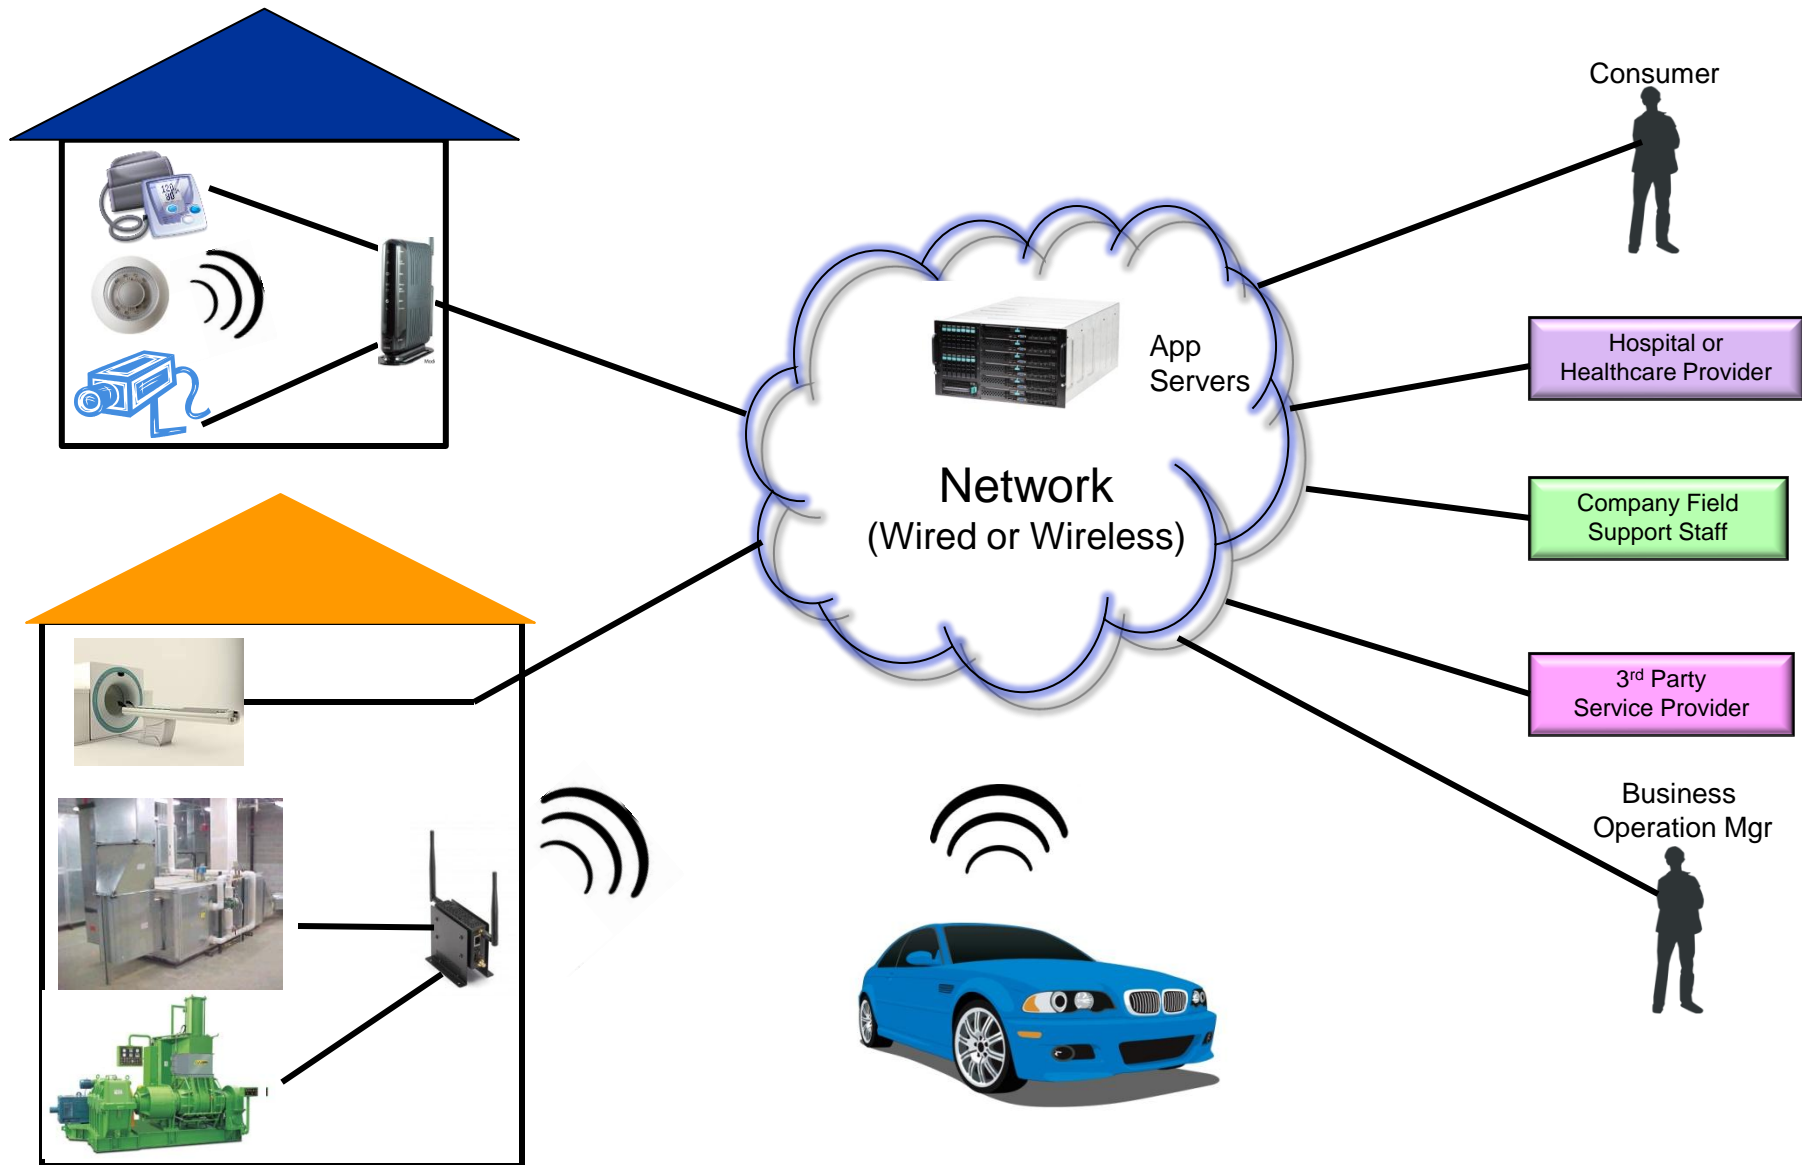 Consumer
App
Servers
Hospital or
Healthcare Provider
Network
(Wired or Wireless)
Company Field
Support Staff
3rd Party
Service Provider
Business
Operation Mgr